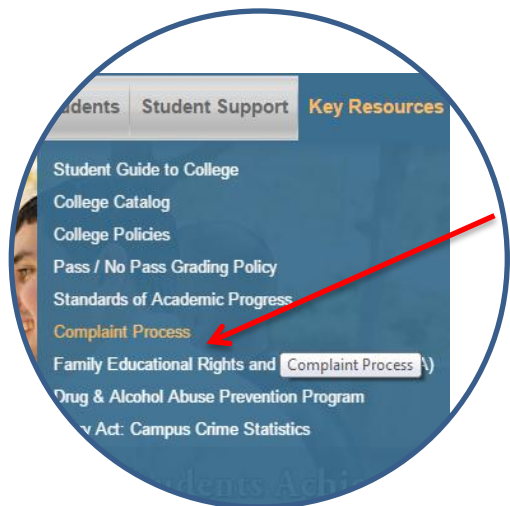 Student Support Key Resources
Student Guide to College
College Catalog
College Policies
Pass / No Pass Grading Policy
Standards of Academic Progress
Complaint Process
Family Educational Rights and
Complaint Process
Drug & Alcohol Abuse Prevention Program
Act: Campus Crime Statistics